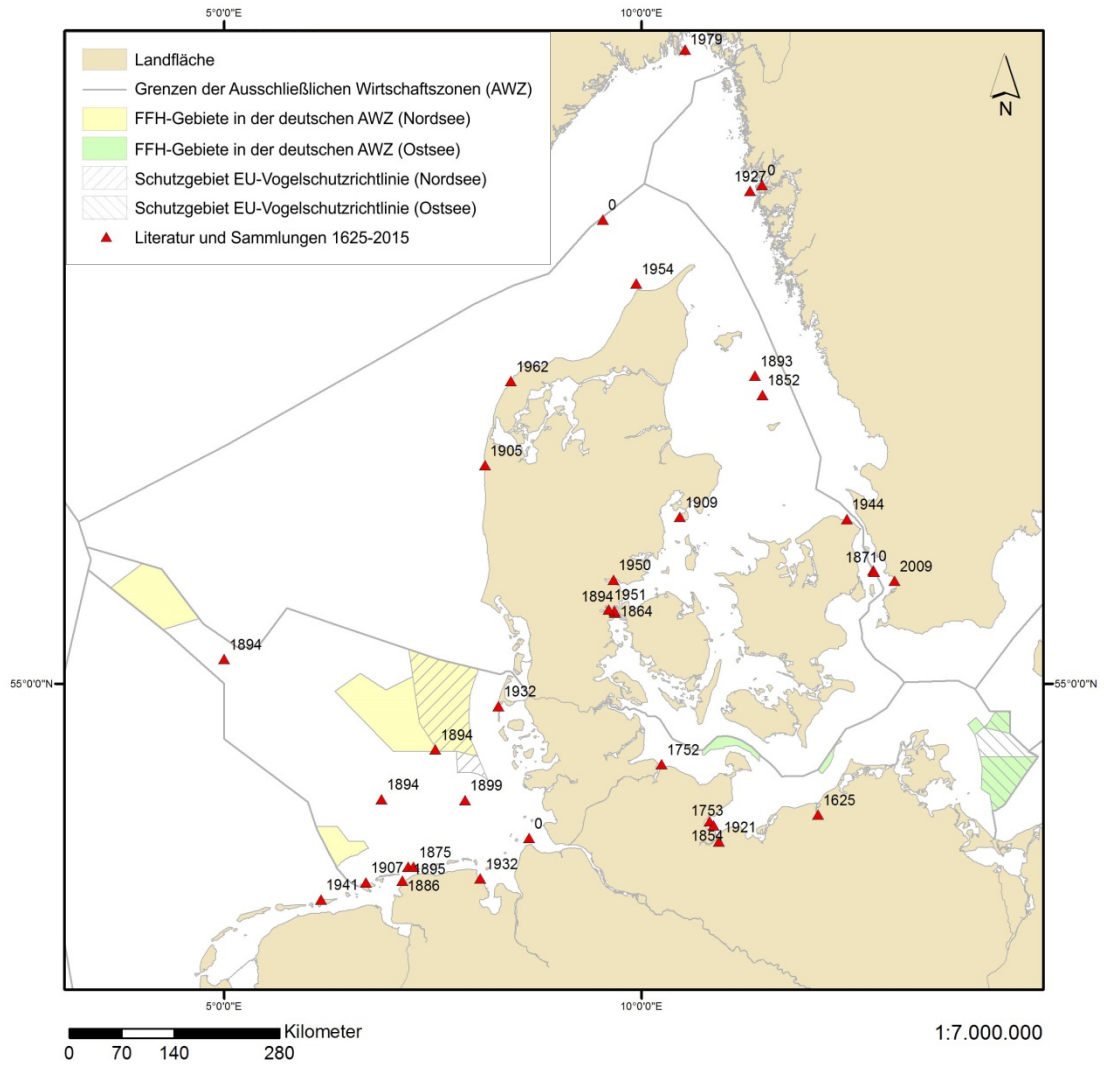 5°0'0"E
10°0'0"E
Landfläche
Grenzen der Ausschließlichen Wirtschaftszonen (AWZ)
FFH-Gebiete in der deutschen AWZ (Nordsee)
FFH-Gebiete in der deutschen AWZ (Ostsee)
Schutzgebiet EU-Vogelschutzrichtlinie (Nordsee)
Schutzgebiet EU-Vogelschutzrichtlinie (Ostsee)
Literatur und Sammlungen 1625-2015
N
1979
1927
0
0
1954
1893
1852
1962
1905
1909
1944
1871
0
2009
1950
1894
1951
1864
1894
55°0'0"N
55°0'0"N
1932
1894
1752
1894
1899
1625
1753
1921
1854
0
1875
1895
1907
1886
1932
1941
5°0'0"E
10°0'0"E
Kilometer
0 70 140 280
1:7.000.000